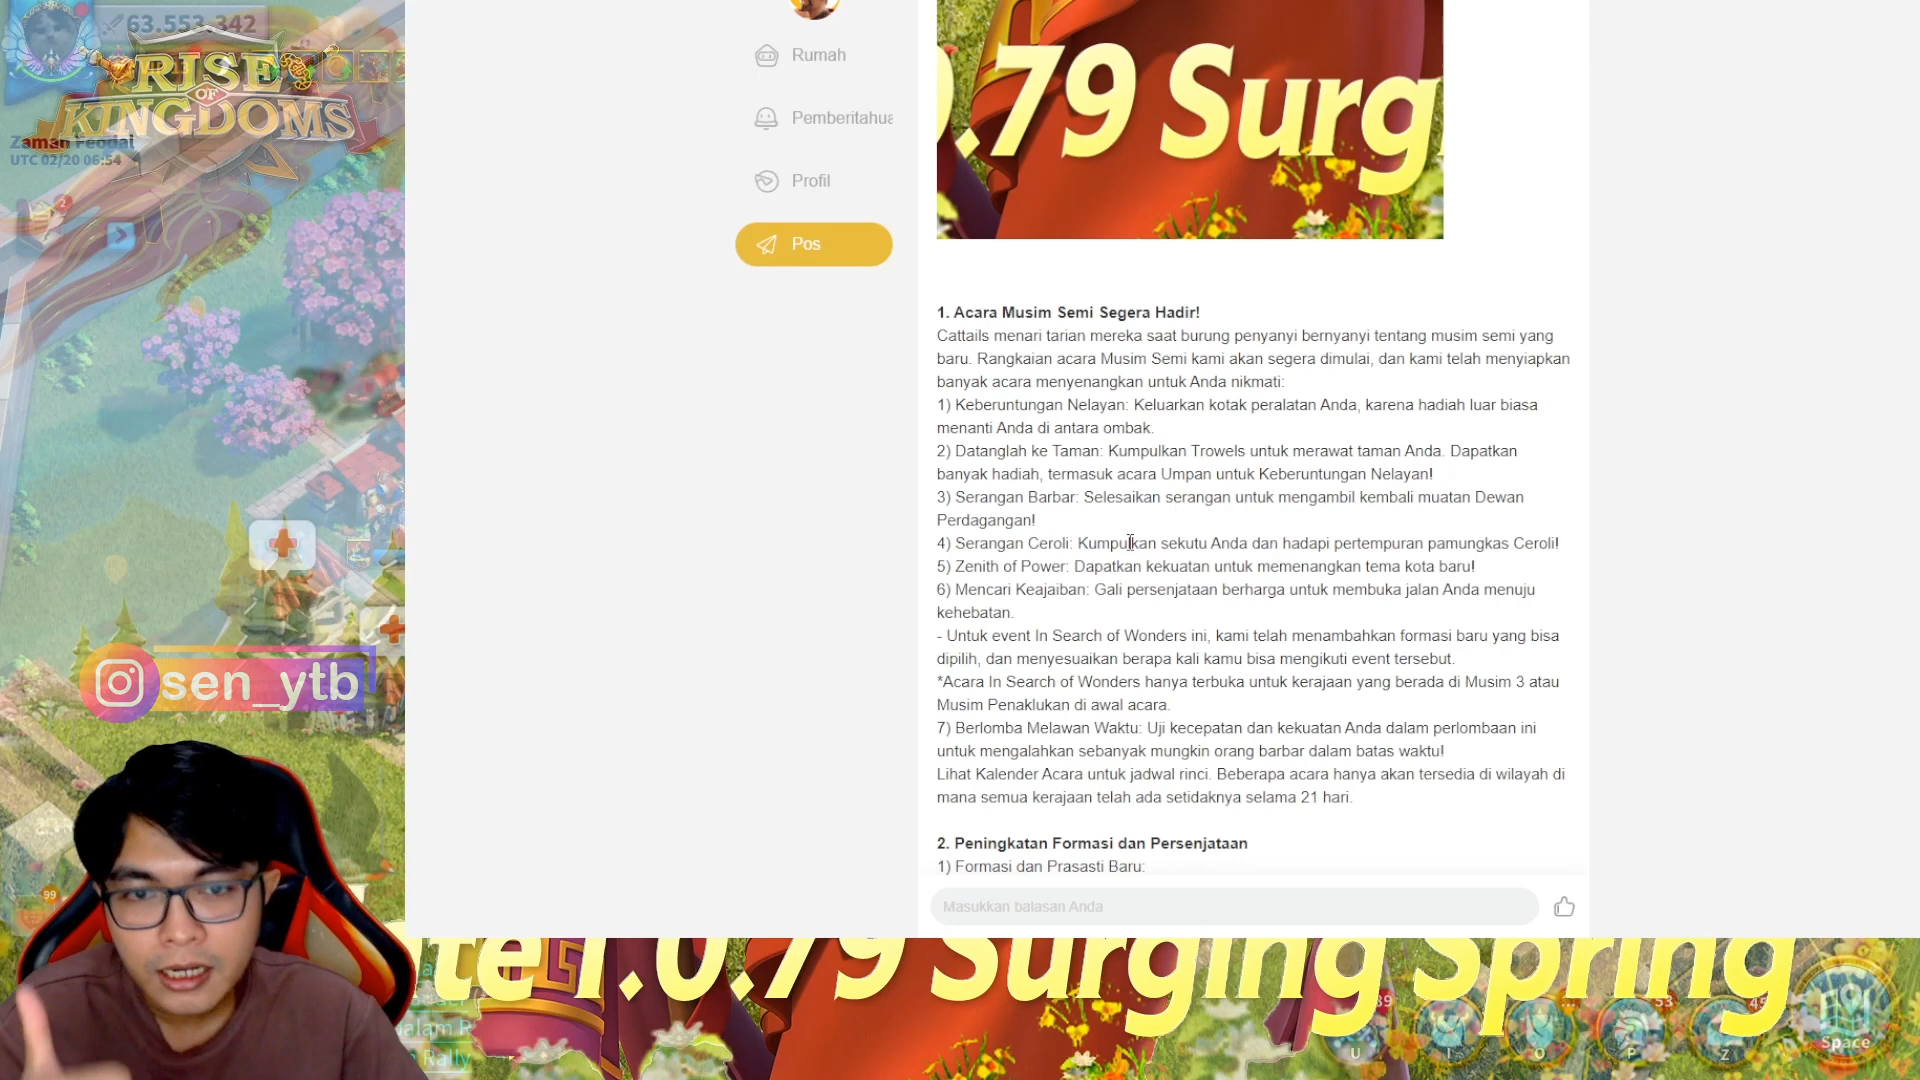 63.553.342
RISE
OF
KINGDOMS
Zaman Feodal
UTC 02/20 06:54
2
99
sen_ytb
Rumah
Pemberitahua
Profil
Pos
0.79 Surg
1. Acara Musim Semi Segera Hadir!
Cattails menari tarian mereka saat burung penyanyi bernyanyi tentang musim semi yang
baru. Rangkaian acara Musim Semi kami akan segera dimulai, dan kami telah menyiapkan
banyak acara menyenangkan untuk Anda nikmati:
1) Keberuntungan Nelayan: Keluarkan kotak peralatan Anda, karena hadiah luar biasa
menanti Anda di antara ombak.
2) Datanglah ke Taman: Kumpulkan Trowels untuk merawat taman Anda. Dapatkan
banyak hadiah, termasuk acara Umpan untuk Keberuntungan Nelayan!
3) Serangan Barbar: Selesaikan serangan untuk mengambil kembali muatan Dewan
Perdagangan!
4) Serangan Ceroli: Kumpulkan sekutu Anda dan hadapi pertempuran pamungkas Ceroli!
5) Zenith of Power: Dapatkan kekuatan untuk memenangkan tema kota baru!
6) Mencari Keajaiban: Gali persenjataan berharga untuk membuka jalan Anda menuju
kehebatan.
- Untuk event In Search of Wonders ini, kami telah menambahkan formasi baru yang bisa
dipilih, dan menyesuaikan berapa kali kamu bisa mengikuti event tersebut.
*Acara In Search of Wonders hanya terbuka untuk kerajaan yang berada di Musim 3 atau
Musim Penaklukan di awal acara.
7) Berlomba Melawan Waktu: Uji kecepatan dan kekuatan Anda dalam perlombaan ini
untuk mengalahkan sebanyak mungkin orang barbar dalam batas waktu!
Lihat Kalender Acara untuk jadwal rinci. Beberapa acara hanya akan tersedia di wilayah di
mana semua kerajaan telah ada setidaknya selama 21 hari.
2. Peningkatan Formasi dan Persenjataan
1) Formasi dan Prasasti Baru:
Masukkan balasan Anda
te 1.0.79 Surging Spring
alam R
Rally
53
U
I
O
P
Z
Space